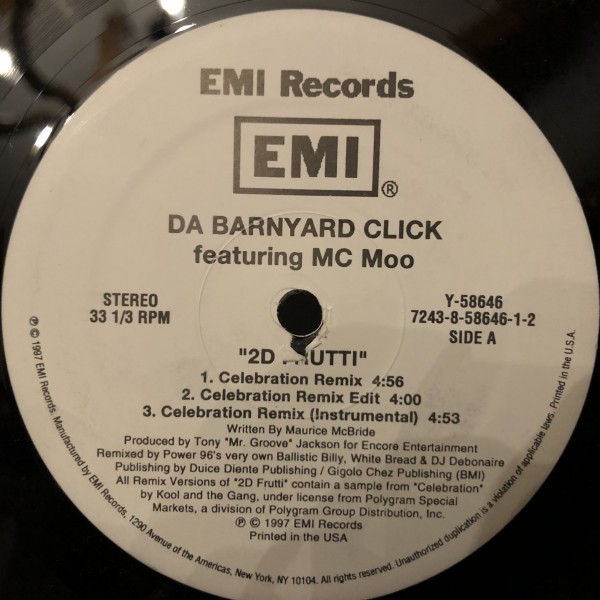 EMI Records
EMI®
DA BARNYARD CLICK
featuring MC Moo
STEREO
33 1/3 RPM
Y-58646
7243-8-58646-1-2
SIDE A
"2D FRUTTI"
1. Celebration Remix 4:56
2. Celebration Remix Edit 4:00
3. Celebration Remix (Instrumental) 4:53
Written By Maurice McBride
Produced by Tony "Mr. Groove" Jackson for Encore Entertainment
Remixed by Power 96's very own Ballistic Billy, White Bread & DJ Debonaire
Publishing by Duice Diente Publishing / Gigolo Chez Publishing (BMI)
All Remix Versions of "2D Frutti" contain a sample from "Celebration"
by Kool and the Gang, under license from Polygram Special
Markets, a division of Polygram Group Distribution, Inc.
℗ © 1997 EMI Records
Printed in the USA
℗ © 1997 EMI Records. Manufactured by EMI Records, 1290 Avenue of the Americas, New York, NY 10104. All rights reserved. Unauthorized duplication is a violation of applicable laws. Printed in the U.S.A.